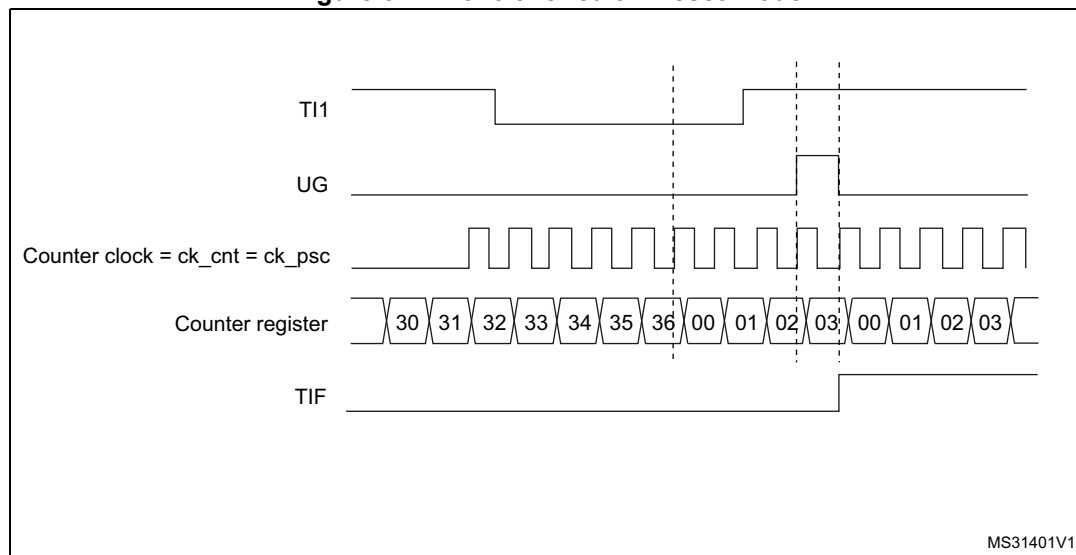 TI1
UG
Counter clock = ck_cnt = ck_psc
Counter register 30 31 32 33 34 35 36 00 01 02 03 00 01 02 03
TIF
MS31401V1